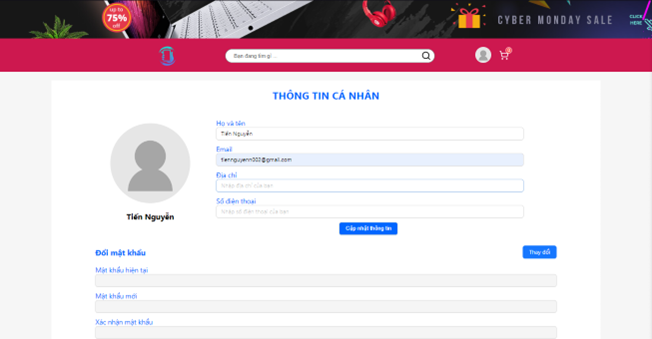 up to
75%
off
CYBER MONDAY SALE
CLICK
HERE
Bạn đang tìm gì ..
0
THÔNG TIN CÁ NHÂN
Họ và tên
Tiến Nguyễn
Email
tiennguyenn302@gmail.com
Địa chỉ
Nhập địa chỉ của bạn
Số điện thoại
Nhập số điện thoại của bạn
Tiến Nguyễn
Cập nhật thông tin
Đổi mật khẩu
Thay đổi
Mật khẩu hiện tại
Mật khẩu mới
Xác nhận mật khẩu